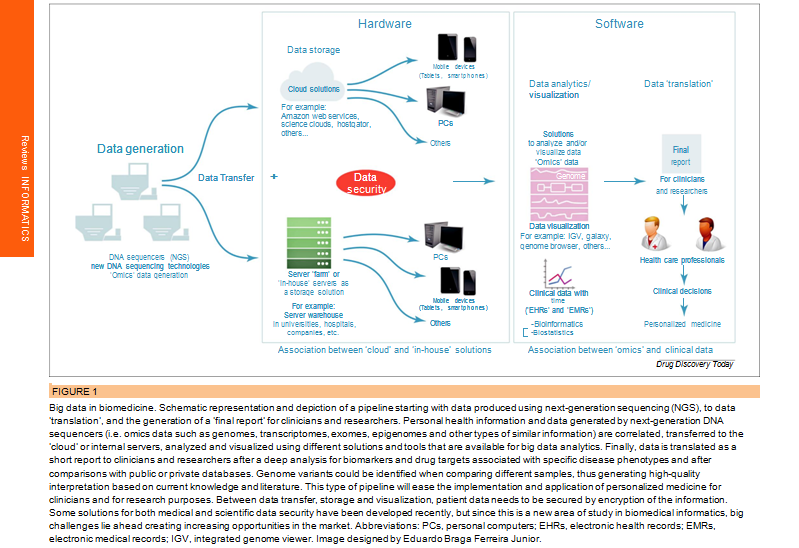 Reviews INFORMATICS
Hardware
Software
Data storage
Cloud solutions
For example:
Amazon web services,
science clouds, hostgator,
others...
Mobile devices
(Tablets, smartphones)
PCs
Others
Data generation
Data Transfer
+
Data
security
DNA sequencers (NGS)
new DNA sequencing technologies
'Omics' data generation
Server 'farm' or
'in-house' servers as
a storage solution
For example:
Server warehouse
in universities, hospitals,
companies, etc.
PCs
Mobile devices
(Tablets, smartphones)
Others
Association between 'cloud' and 'in-house' solutions
Data analytics/
visualization
Solutions
to analyze and/or
visualize data
'Omics' data
Genome
Data visualization
For example: IGV, galaxy,
genome browser, others...
Clinical data with
time
('EHRs' and 'EMRs')
-Bioinformatics
-Biostatistics
Data 'translation'
Final
report
For clinicians
and researchers
Health care professionals
Clinical decisions
Personalized medicine
Association between 'omics' and clinical data
Drug Discovery Today
FIGURE 1
Big data in biomedicine. Schematic representation and depiction of a pipeline starting with data produced using next-generation sequencing (NGS), to data
'translation', and the generation of a 'final report' for clinicians and researchers. Personal health information and data generated by next-generation DNA
sequencers (i.e. omics data such as genomes, transcriptomes, exomes, epigenomes and other types of similar information) are correlated, transferred to the
'cloud' or internal servers, analyzed and visualized using different solutions and tools that are available for big data analytics. Finally, data is translated as a
short report to clinicians and researchers after a deep analysis for biomarkers and drug targets associated with specific disease phenotypes and after
comparisons with public or private databases. Genome variants could be identified when comparing different samples, thus generating high-quality
interpretation based on current knowledge and literature. This type of pipeline will ease the implementation and application of personalized medicine for
clinicians and for research purposes. Between data transfer, storage and visualization, patient data needs to be secured by encryption of the information.
Some solutions for both medical and scientific data security have been developed recently, but since this is a new area of study in biomedical informatics, big
challenges lie ahead creating increasing opportunities in the market. Abbreviations: PCs, personal computers; EHRs, electronic health records; EMRs,
electronic medical records; IGV, integrated genome viewer. Image designed by Eduardo Braga Ferreira Junior.